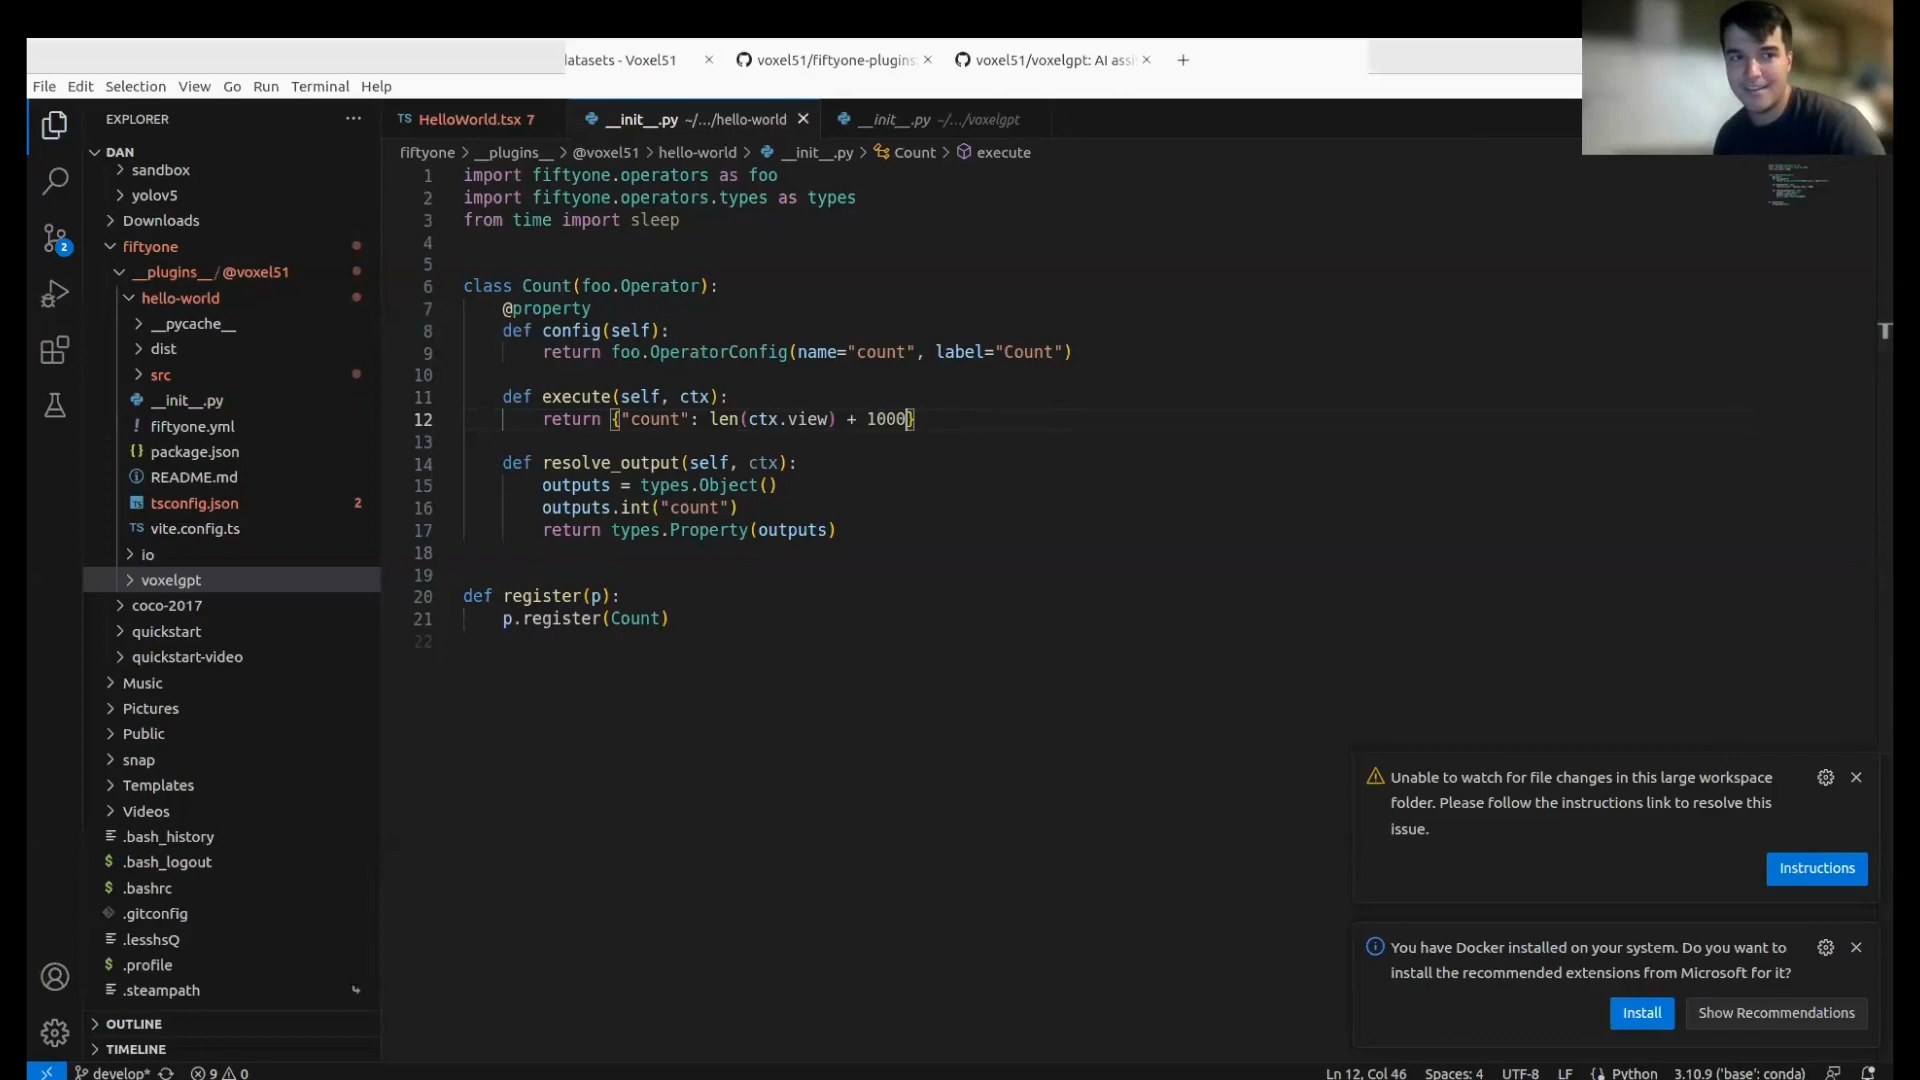 datasets - Voxel51
voxel51/fiftyone-plugins:
voxel51/voxelgpt: AI assi
File Edit Selection View Go Run Terminal Help
EXPLORER
DAN
sandbox
yolov5
Downloads
fiftyone
__plugins__ / @voxel51
hello-world
__pycache__
dist
src
__init__.py
fiftyone.yml
package.json
README.md
tsconfig.json 2
vite.config.ts
io
voxelgpt
coco-2017
quickstart
quickstart-video
Music
Pictures
Public
snap
Templates
Videos
.bash_history
.bash_logout
.bashrc
.gitconfig
.lesshsQ
.profile
.steampath
OUTLINE
TIMELINE
2
TS HelloWorld.tsx 7
__init__.py ~/.../hello-world
__init__.py ~/.../voxelgpt
fiftyone > __plugins__ > @voxel51 > hello-world > __init__.py > Count > execute
1 import fiftyone.operators as foo
2 import fiftyone.operators.types as types
3 from time import sleep
4
5
6 class Count(foo.Operator):
7 @property
8 def config(self):
9 return foo.OperatorConfig(name="count", label="Count")
10
11 def execute(self, ctx):
12 return {"count": len(ctx.view) + 1000}
13
14 def resolve_output(self, ctx):
15 outputs = types.Object()
16 outputs.int("count")
17 return types.Property(outputs)
18
19
20 def register(p):
21 p.register(Count)
22
Unable to watch for file changes in this large workspace
folder. Please follow the instructions link to resolve this
issue.
Instructions
You have Docker installed on your system. Do you want to
install the recommended extensions from Microsoft for it?
Install
Show Recommendations
develop* 9 0
Ln 12, Col 46 Spaces: 4 UTF-8 LF Python 3.10.9 ('base': conda)